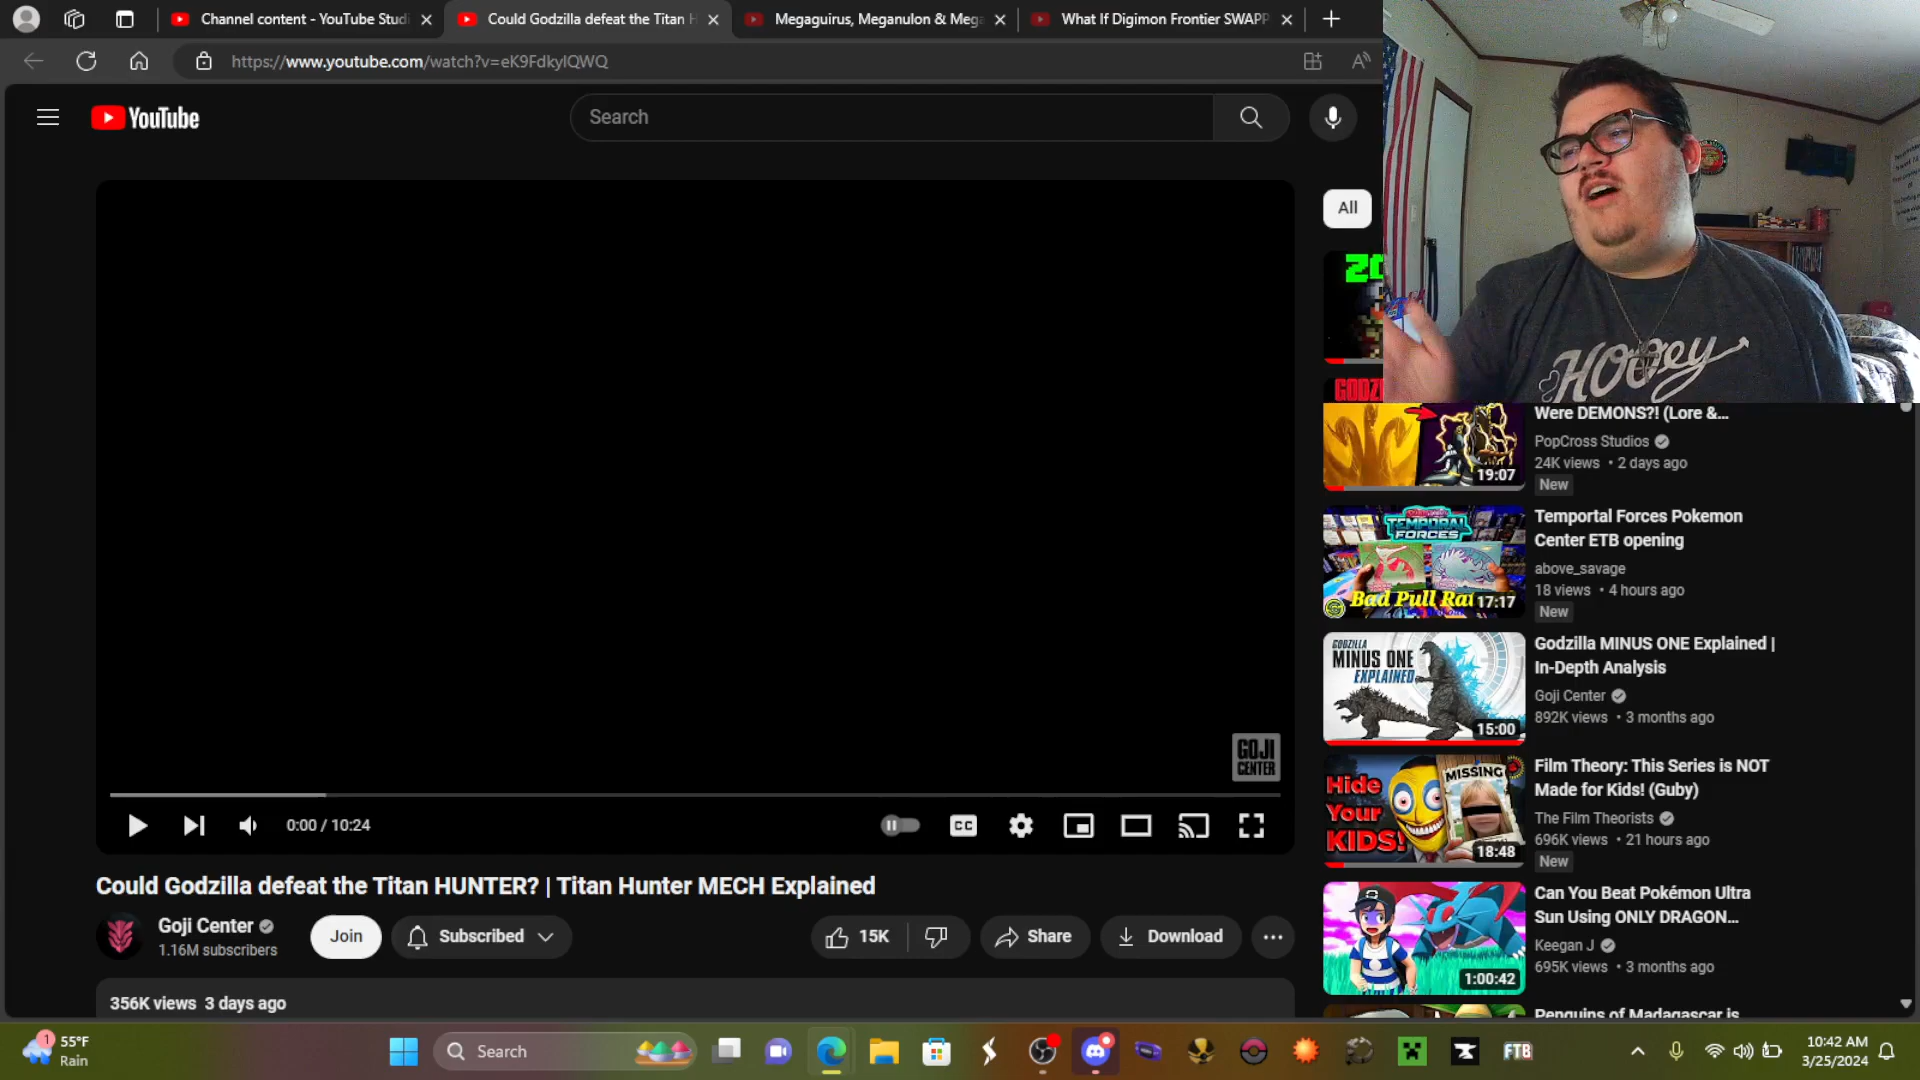 Channel content - YouTube Studi
Could Godzilla defeat the Titan H
Megaguirus, Meganulon & Meg
What If Digimon Frontier SWAPP
https://www.youtube.com/watch?v=eK9FdkyIQWQ
YouTube
Search
All
HOOey
GODZ
Were DEMONS?! (Lore &...
PopCross Studios
24K views • 2 days ago
New
19:07
Temportal Forces Pokemon
Center ETB opening
above_savage
18 views • 4 hours ago
New
TEMPORAL
FORCES
Bad Pull Ra
17:17
Godzilla MINUS ONE Explained |
In-Depth Analysis
Goji Center
892K views • 3 months ago
GODZILLA
MINUS ONE
EXPLAINED
15:00
Film Theory: This Series is NOT
Made for Kids! (Guby)
The Film Theorists
696K views • 21 hours ago
New
Hide
Your
KIDS!
MISSING
18:48
Can You Beat Pokémon Ultra
Sun Using ONLY DRAGON...
Keegan J
695K views • 3 months ago
1:00:42
Penguins of Madagascar is
GOJI
CENTER
0:00 / 10:24
CC
Could Godzilla defeat the Titan HUNTER? | Titan Hunter MECH Explained
Goji Center
1.16M subscribers
Join
Subscribed
15K
Share
Download
356K views 3 days ago
1
55°F
Rain
Search
FTB
10:42 AM
3/25/2024